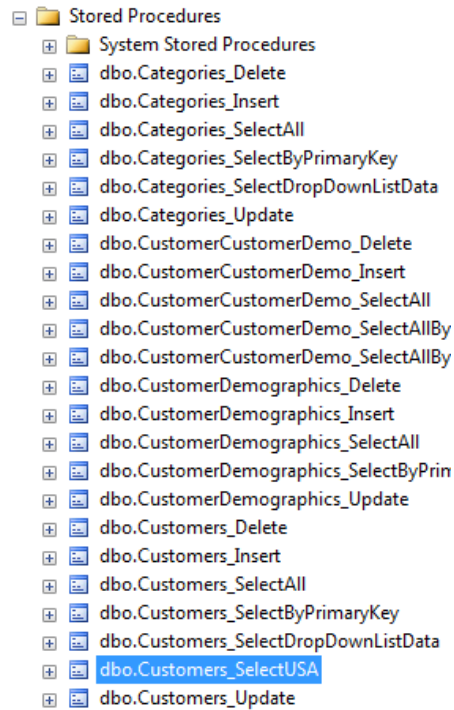 Stored Procedures
System Stored Procedures
dbo.Categories_Delete
dbo.Categories_Insert
dbo.Categories_SelectAll
dbo.Categories_SelectByPrimaryKey
dbo.Categories_SelectDropDownListData
dbo.Categories_Update
dbo.CustomerCustomerDemo_Delete
dbo.CustomerCustomerDemo_Insert
dbo.CustomerCustomerDemo_SelectAll
dbo.CustomerCustomerDemo_SelectAllBy
dbo.CustomerCustomerDemo_SelectAllBy
dbo.CustomerDemographics_Delete
dbo.CustomerDemographics_Insert
dbo.CustomerDemographics_SelectAll
dbo.CustomerDemographics_SelectByPrim
dbo.CustomerDemographics_Update
dbo.Customers_Delete
dbo.Customers_Insert
dbo.Customers_SelectAll
dbo.Customers_SelectByPrimaryKey
dbo.Customers_SelectDropDownListData
dbo.Customers_SelectUSA
dbo.Customers_Update